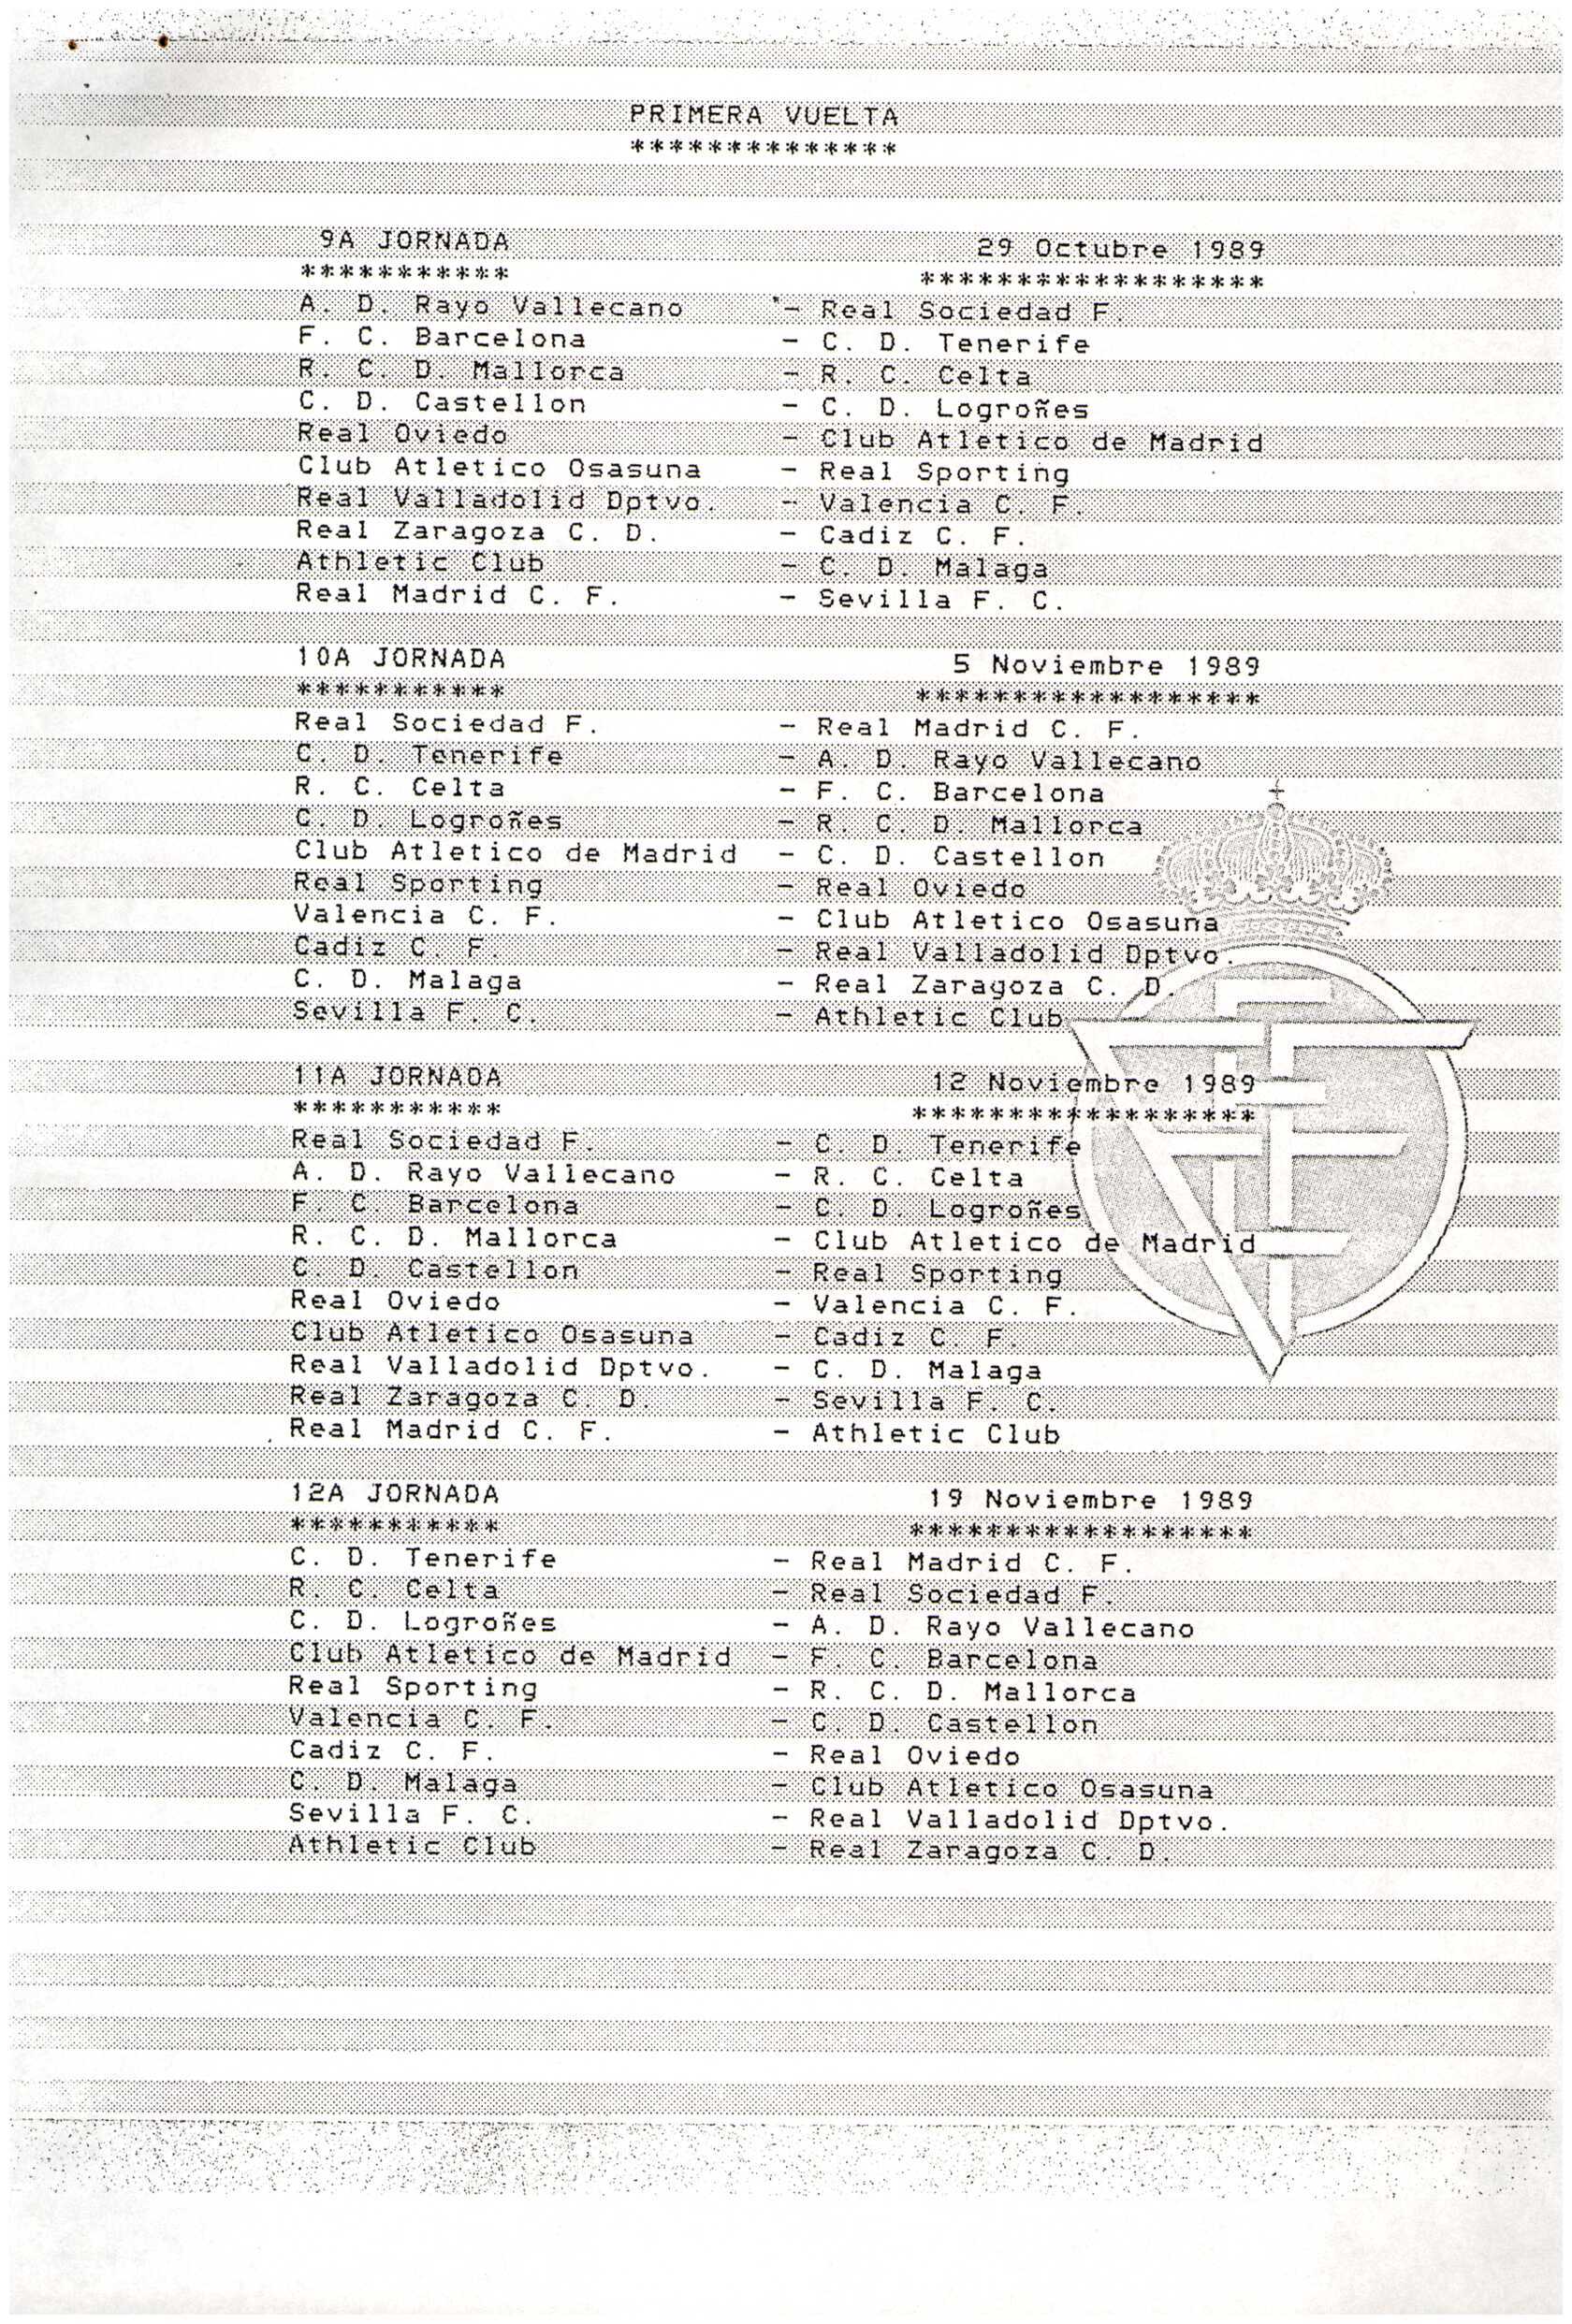 PRIMERA VUELTA
**************
9A JORNADA 29 Octubre 1989
*********** ******************
A. D. Rayo Vallecano - Real Sociedad F.
F. C. Barcelona - C. D. Tenerife
R. C. D. Mallorca - R. C. Celta
C. D. Castellon - C. D. Logroñes
Real Oviedo - Club Atletico de Madrid
Club Atletico Osasuna - Real Sporting
Real Valladolid Dptvo. - Valencia C. F.
Real Zaragoza C. D. - Cadiz C. F.
Athletic Club - C. D. Malaga
Real Madrid C. F. - Sevilla F. C.
10A JORNADA 5 Noviembre 1989
*********** ******************
Real Sociedad F. - Real Madrid C. F.
C. D. Tenerife - A. D. Rayo Vallecano
R. C. Celta - F. C. Barcelona
C. D. Logroñes - R. C. D. Mallorca
Club Atletico de Madrid - C. D. Castellon
Real Sporting - Real Oviedo
Valencia C. F. - Club Atletico Osasuna
Cadiz C. F. - Real Valladolid Dptvo.
C. D. Malaga - Real Zaragoza C. D.
Sevilla F. C. - Athletic Club
11A JORNADA 12 Noviembre 1989
*********** ******************
Real Sociedad F. - C. D. Tenerife
A. D. Rayo Vallecano - R. C. Celta
F. C. Barcelona - C. D. Logroñes
R. C. D. Mallorca - Club Atletico de Madrid
C. D. Castellon - Real Sporting
Real Oviedo - Valencia C. F.
Club Atletico Osasuna - Cadiz C. F.
Real Valladolid Dptvo. - C. D. Malaga
Real Zaragoza C. D. - Sevilla F. C.
Real Madrid C. F. - Athletic Club
12A JORNADA 19 Noviembre 1989
*********** ******************
C. D. Tenerife - Real Madrid C. F.
R. C. Celta - Real Sociedad F.
C. D. Logroñes - A. D. Rayo Vallecano
Club Atletico de Madrid - F. C. Barcelona
Real Sporting - R. C. D. Mallorca
Valencia C. F. - C. D. Castellon
Cadiz C. F. - Real Oviedo
C. D. Malaga - Club Atletico Osasuna
Sevilla F. C. - Real Valladolid Dptvo.
Athletic Club - Real Zaragoza C. D.